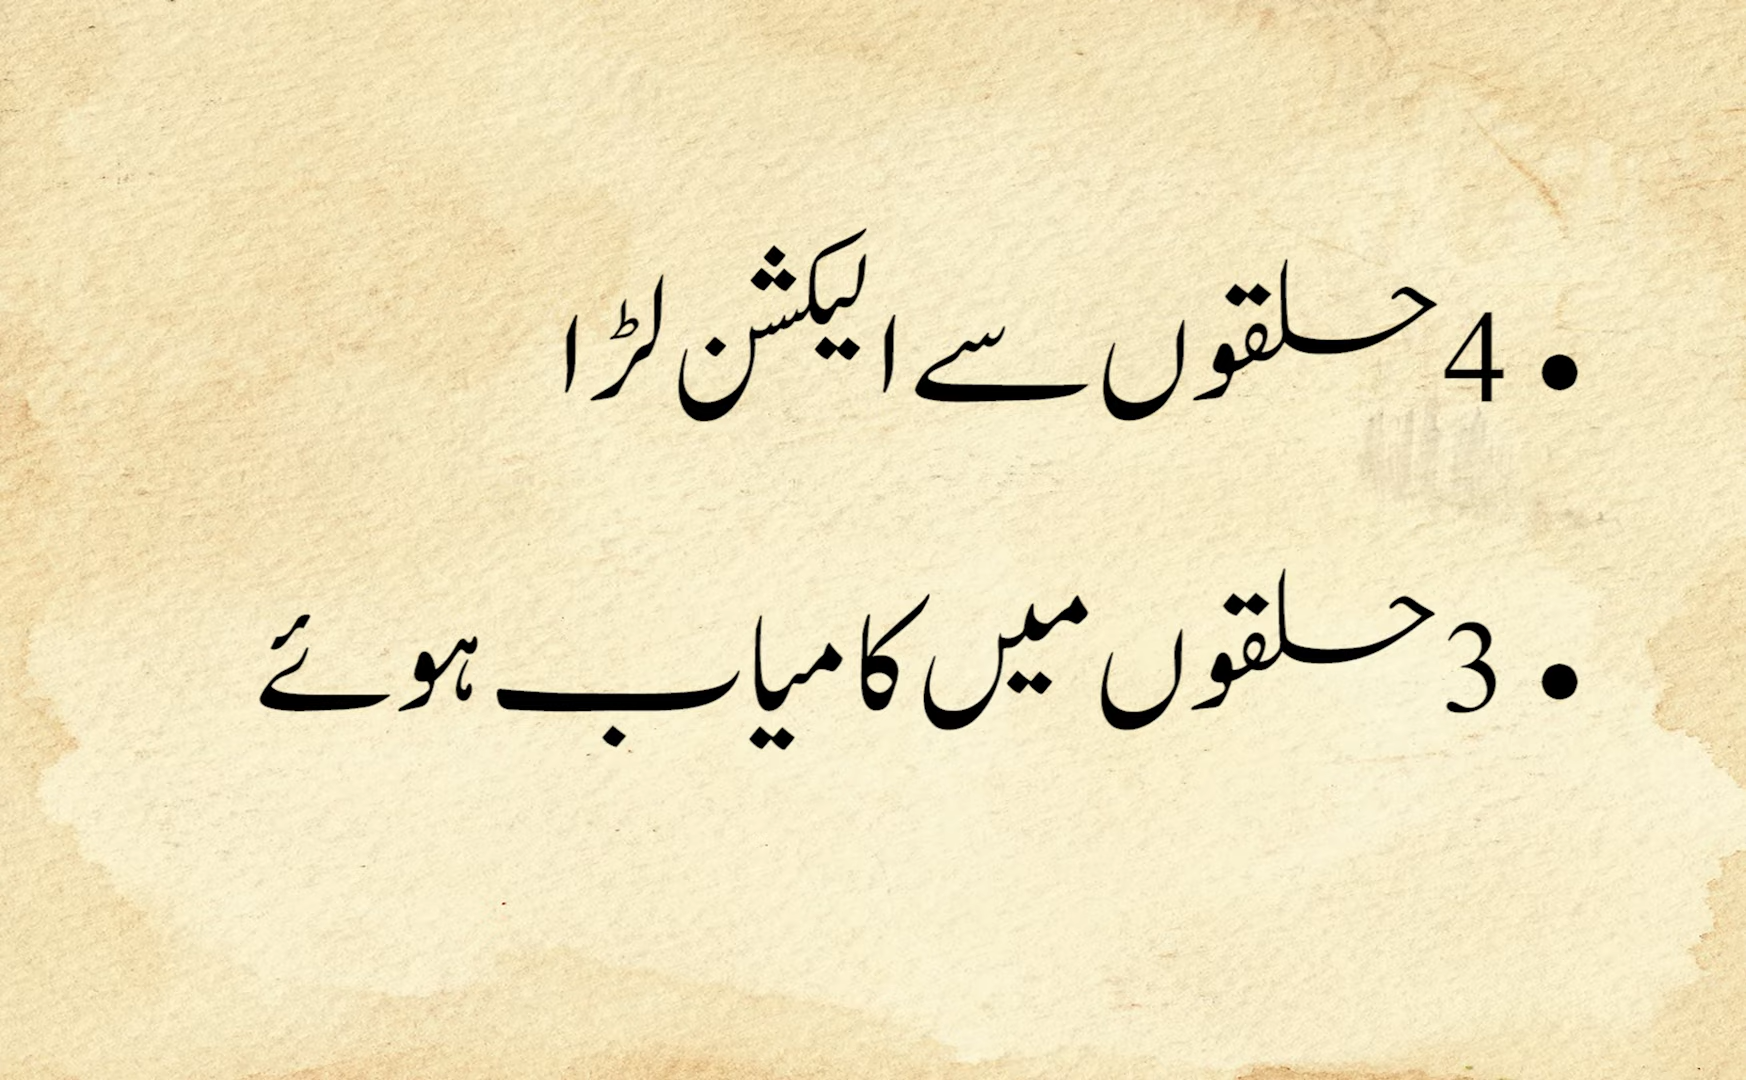 • 4 حلقوں سے الیکشن لڑا
• 3 حلقوں میں کامیاب ہوئے